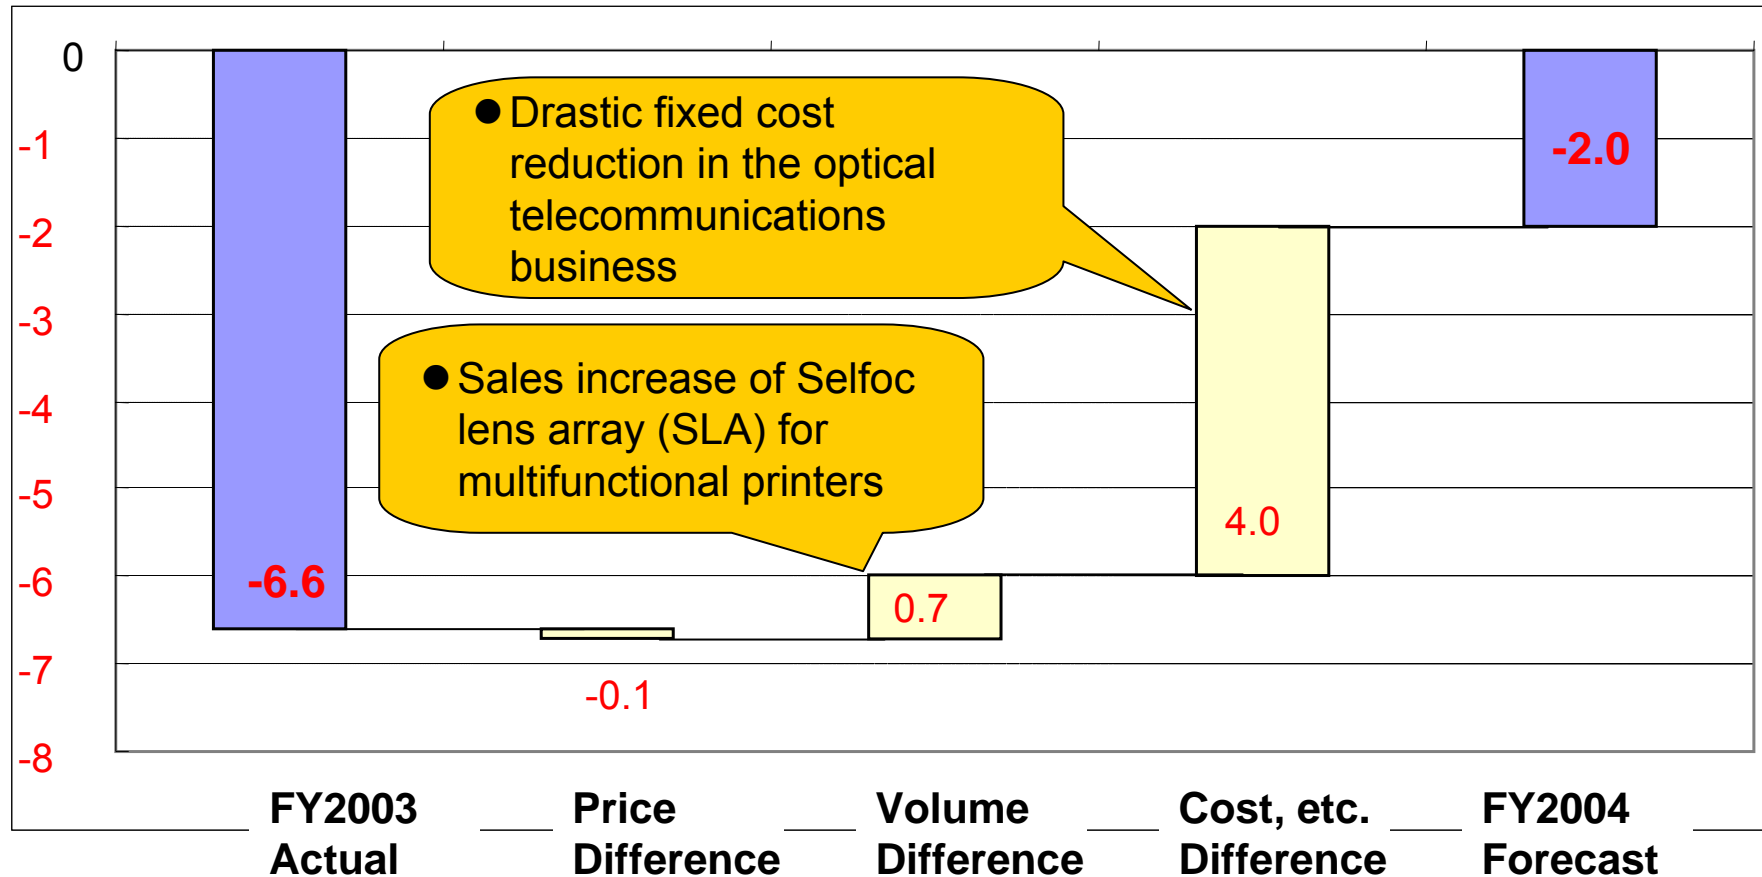 0
-1
-2
-3
-4
-5
-6
-7
-8
● Drastic fixed cost
reduction in the optical
telecommunications
business
● Sales increase of Selfoc
lens array (SLA) for
multifunctional printers
-6.6
-0.1
0.7
4.0
-2.0
FY2003
Actual
Price
Difference
Volume
Difference
Cost, etc.
Difference
FY2004
Forecast